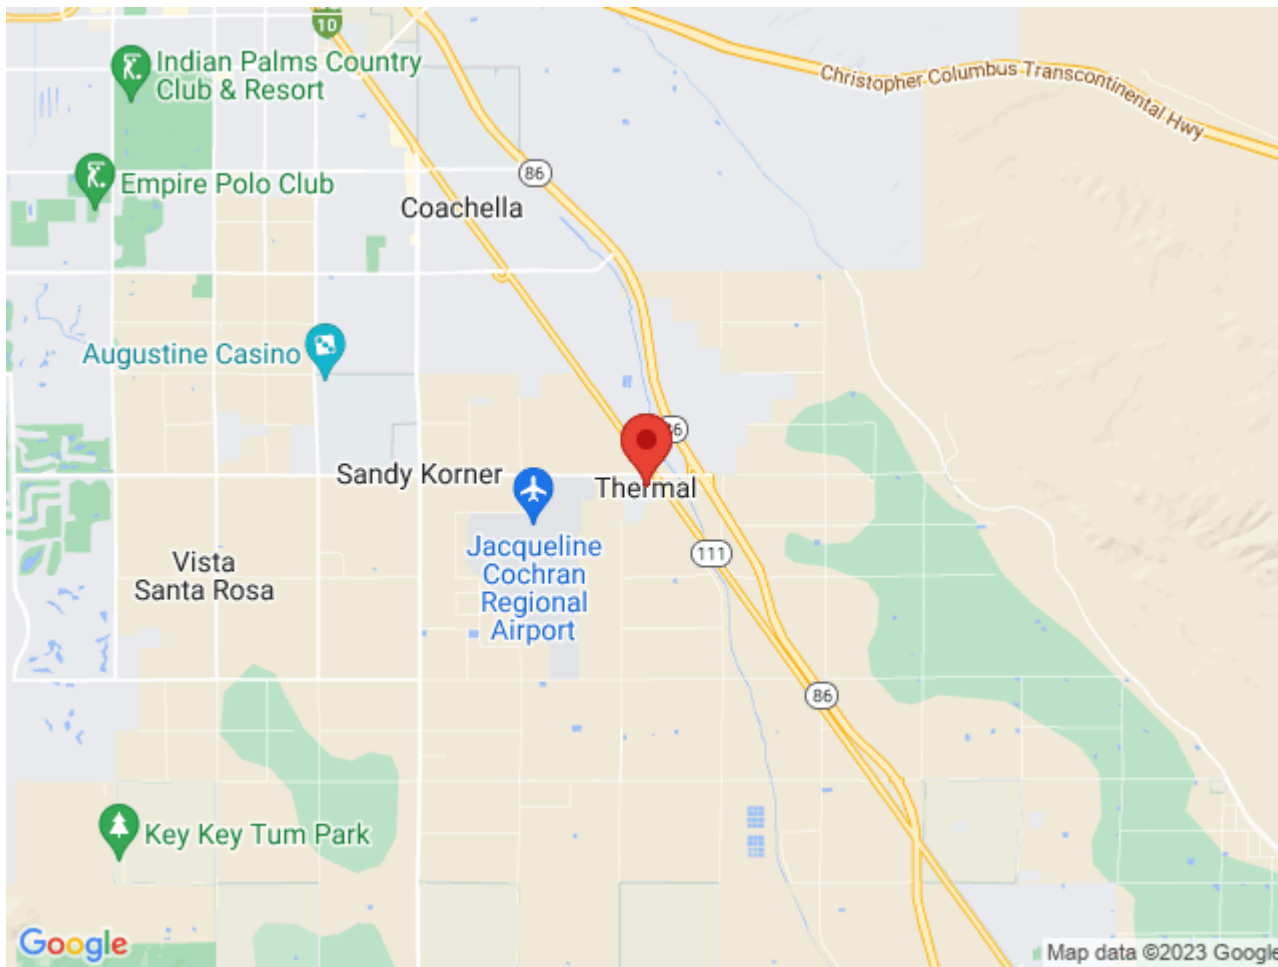 10
Indian Palms Country
Club & Resort
Christopher Columbus Transcontinental Hwy
86
Empire Polo Club
Coachella
Augustine Casino
Sandy Korner
Thermal
Jacqueline
Cochran
Regional
Airport
111
Vista
Santa Rosa
86
Key Key Tum Park
Google
Map data ©2023 Google